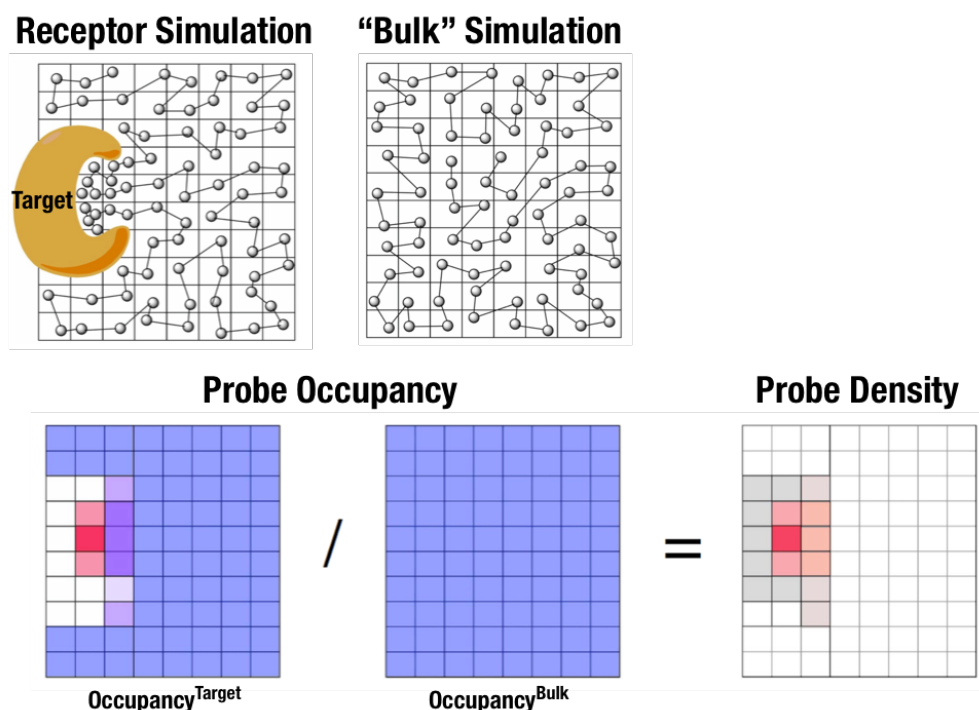 Receptor Simulation
“Bulk” Simulation
Target
Probe Occupancy
Probe Density
/
=
Occupancy^Target
Occupancy^Bulk